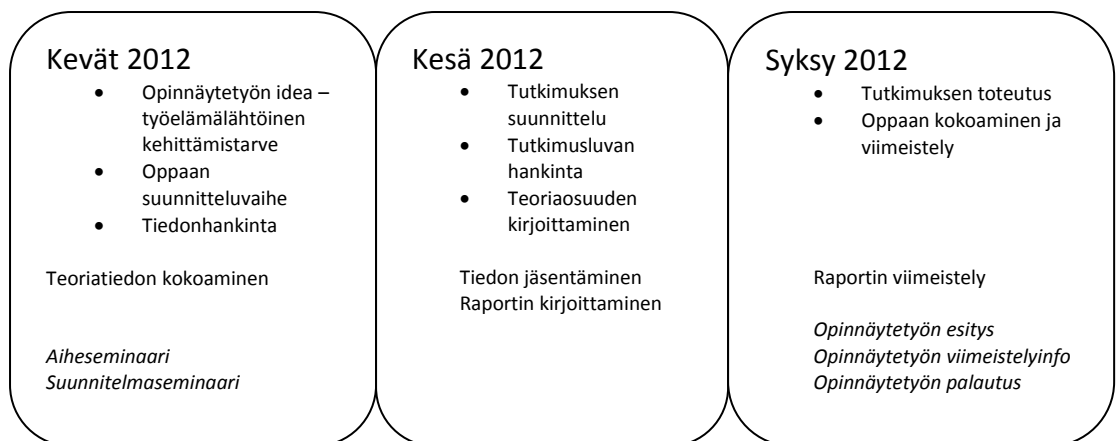 Kevät 2012
• Opinnäytetyön idea –
työelämälähtöinen
kehittämistarve
• Oppaan
suunnitteluvaihe
• Tiedonhankinta
Teoriatiedon kokoaminen
Aiheseminaari
Suunnitelmaseminaari
Kesä 2012
• Tutkimuksen
suunnittelu
• Tutkimusluvan
hankinta
• Teoriaosuuden
kirjoittaminen
Tiedon jäsentäminen
Raportin kirjoittaminen
Syksy 2012
• Tutkimuksen toteutus
• Oppaan kokoaminen ja
viimeistely
Raportin viimeistely
Opinnäytetyön esitys
Opinnäytetyön viimeistelyinfo
Opinnäytetyön palautus